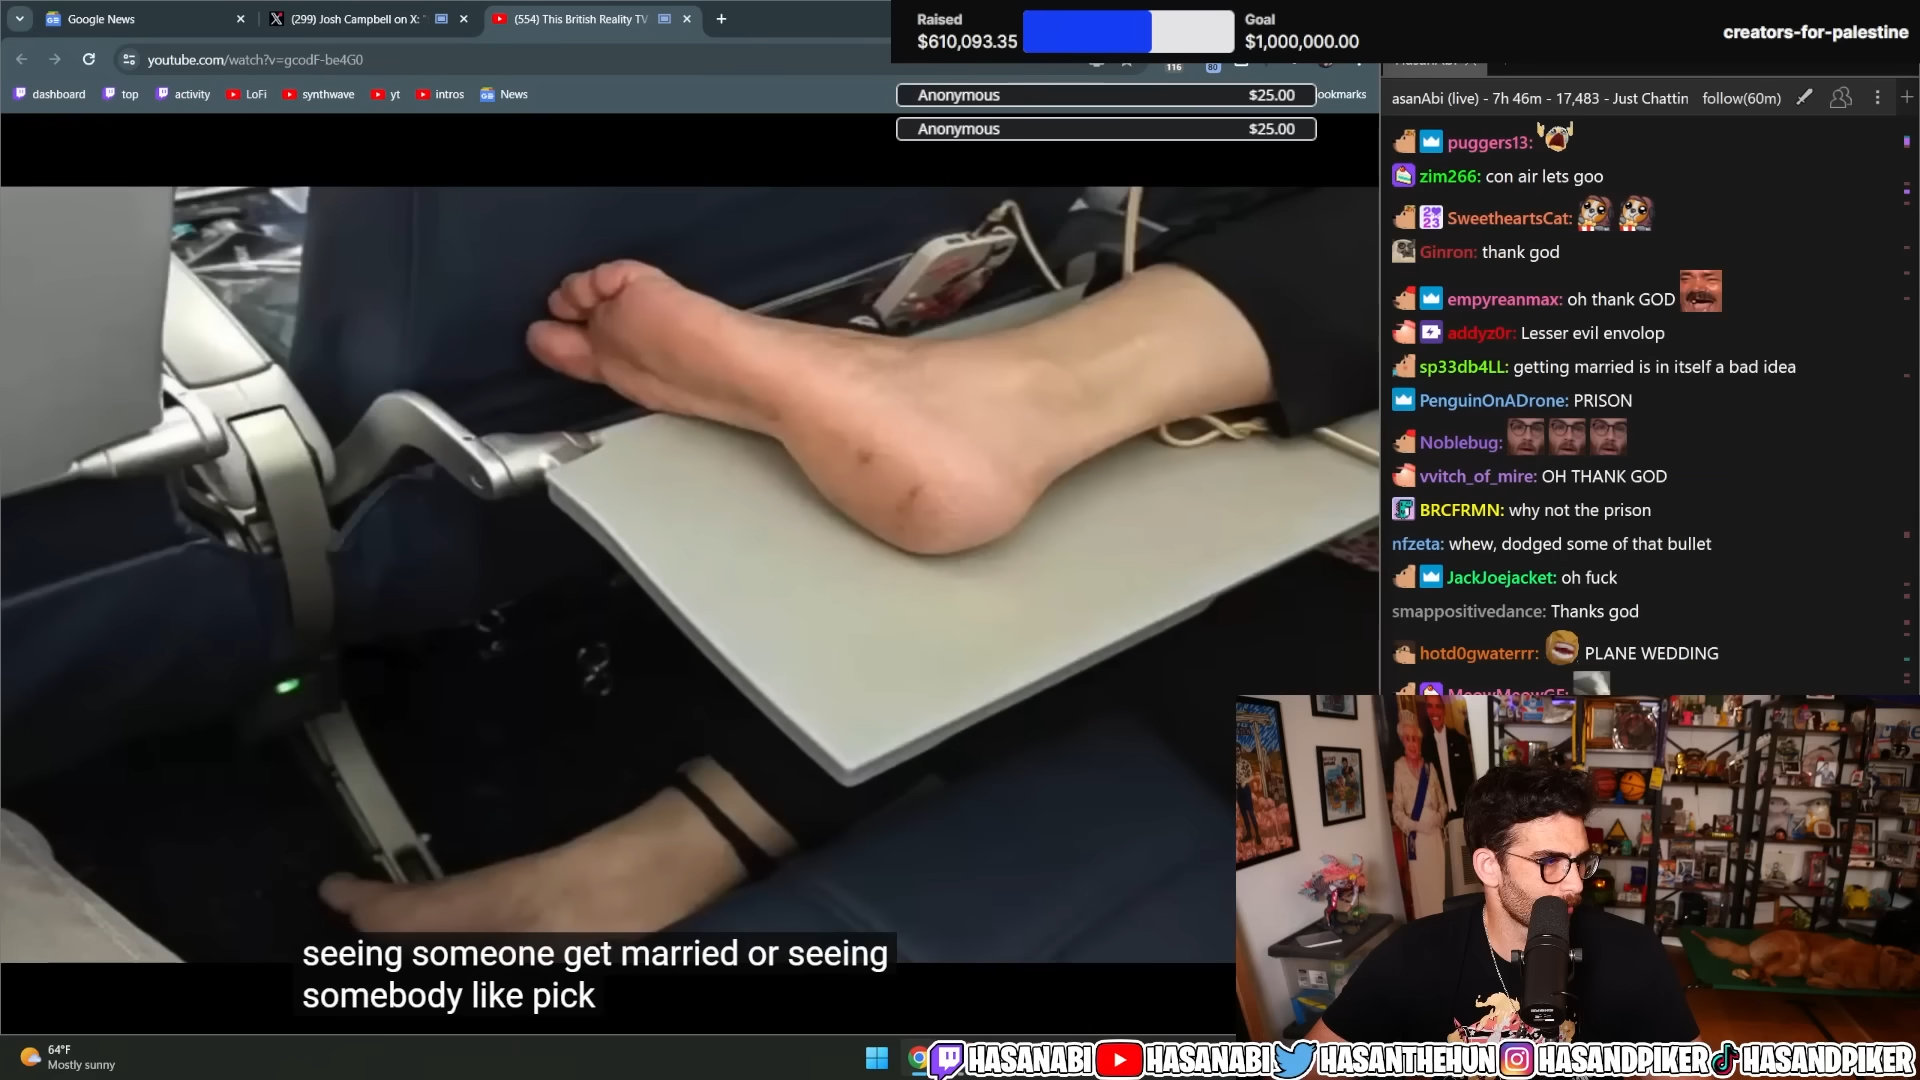 Google News
(299) Josh Campbell on X: "
(554) This British Reality TV
youtube.com/watch?v=gcodF-be4G0
116
80
dashboard
top
activity
LoFi
synthwave
yt
intros
News
ookmarks
Raised
$610,093.35
Goal
$1,000,000.00
creators-for-palestine
Anonymous $25.00
Anonymous $25.00
asanAbi (live) - 7h 46m - 17,483 - Just Chattin
follow(60m)
puggers13:
zim266: con air lets goo
2 23 SweetheartsCat:
Ginron: thank god
empyreanmax: oh thank GOD
addyz0r: Lesser evil envolop
sp33db4LL: getting married is in itself a bad idea
PenguinOnADrone: PRISON
Noblebug:
vvitch_of_mire: OH THANK GOD
BRCFRMN: why not the prison
nfzeta: whew, dodged some of that bullet
JackJoejacket: oh fuck
smappositivedance: Thanks god
hotd0gwaterrr: PLANE WEDDING
seeing someone get married or seeing
somebody like pick
64°F
Mostly sunny
HASANABI
HASANABI
HASANTHEHUN
HASANDPIKER
HASANDPIKER